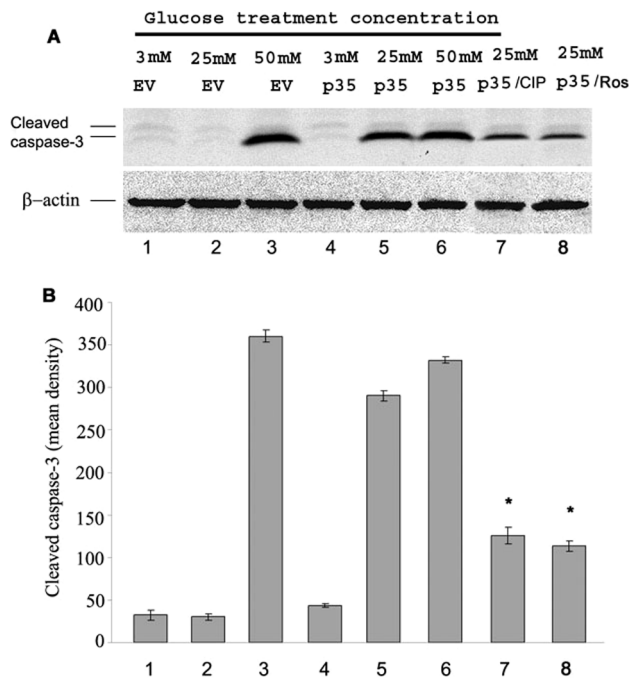 Glucose treatment concentration
A
3mM 25mM 50mM 3mM 25mM 50mM 25mM 25mM
EV EV EV p35 p35 p35 p35/CIP p35/Ros
Cleaved
caspase-3
β-actin
1 2 3 4 5 6 7 8
B
Cleaved caspase-3 (mean density)
400
350
300
250
200
150
100
50
0
* *
1 2 3 4 5 6 7 8